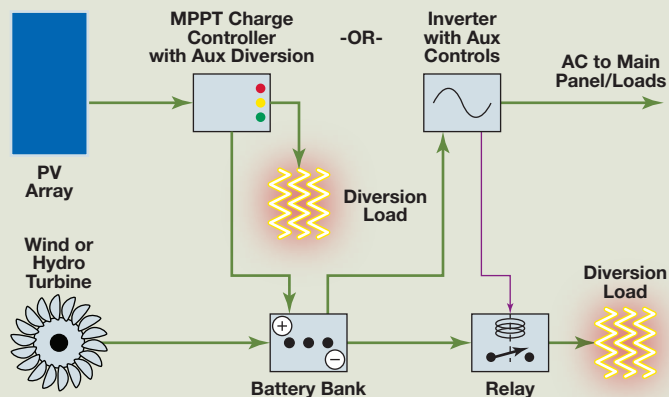 MPPT Charge
Controller
with Aux Diversion
-OR-
Inverter
with Aux
Controls
AC to Main
Panel/Loads
PV
Array
Diversion
Load
Wind or
Hydro
Turbine
Diversion
Load
+
−
Battery Bank
Relay